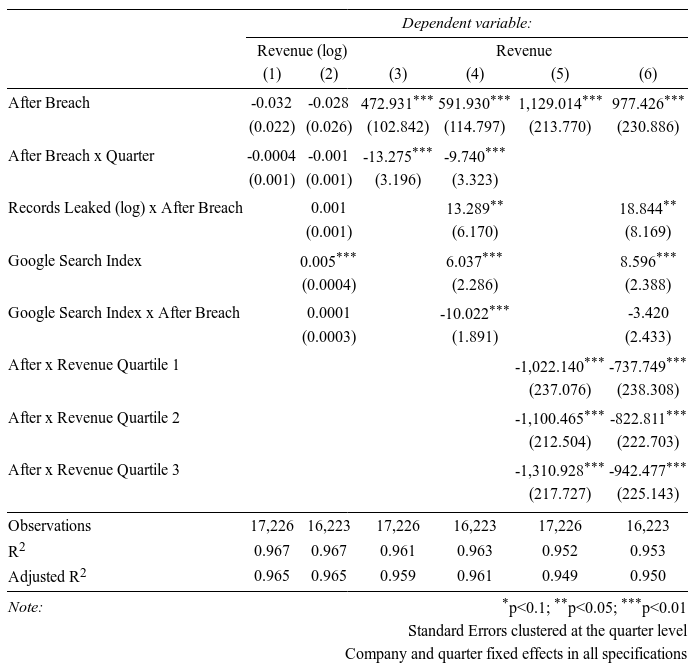 Dependent variable:
Revenue (log) Revenue
(1) (2) (3) (4) (5) (6)
After Breach -0.032 -0.028 472.931*** 591.930*** 1,129.014*** 977.426***
(0.022) (0.026) (102.842) (114.797) (213.770) (230.886)
After Breach x Quarter -0.0004 -0.001 -13.275*** -9.740***
(0.001) (0.001) (3.196) (3.323)
Records Leaked (log) x After Breach 0.001 13.289** 18.844**
(0.001) (6.170) (8.169)
Google Search Index 0.005*** 6.037*** 8.596***
(0.0004) (2.286) (2.388)
Google Search Index x After Breach 0.0001 -10.022*** -3.420
(0.0003) (1.891) (2.433)
After x Revenue Quartile 1 -1,022.140*** -737.749***
(237.076) (238.308)
After x Revenue Quartile 2 -1,100.465*** -822.811***
(212.504) (222.703)
After x Revenue Quartile 3 -1,310.928*** -942.477***
(217.727) (225.143)
Observations 17,226 16,223 17,226 16,223 17,226 16,223
R2 0.967 0.967 0.961 0.963 0.952 0.953
Adjusted R2 0.965 0.965 0.959 0.961 0.949 0.950
Note: *p<0.1; **p<0.05; ***p<0.01
Standard Errors clustered at the quarter level
Company and quarter fixed effects in all specifications